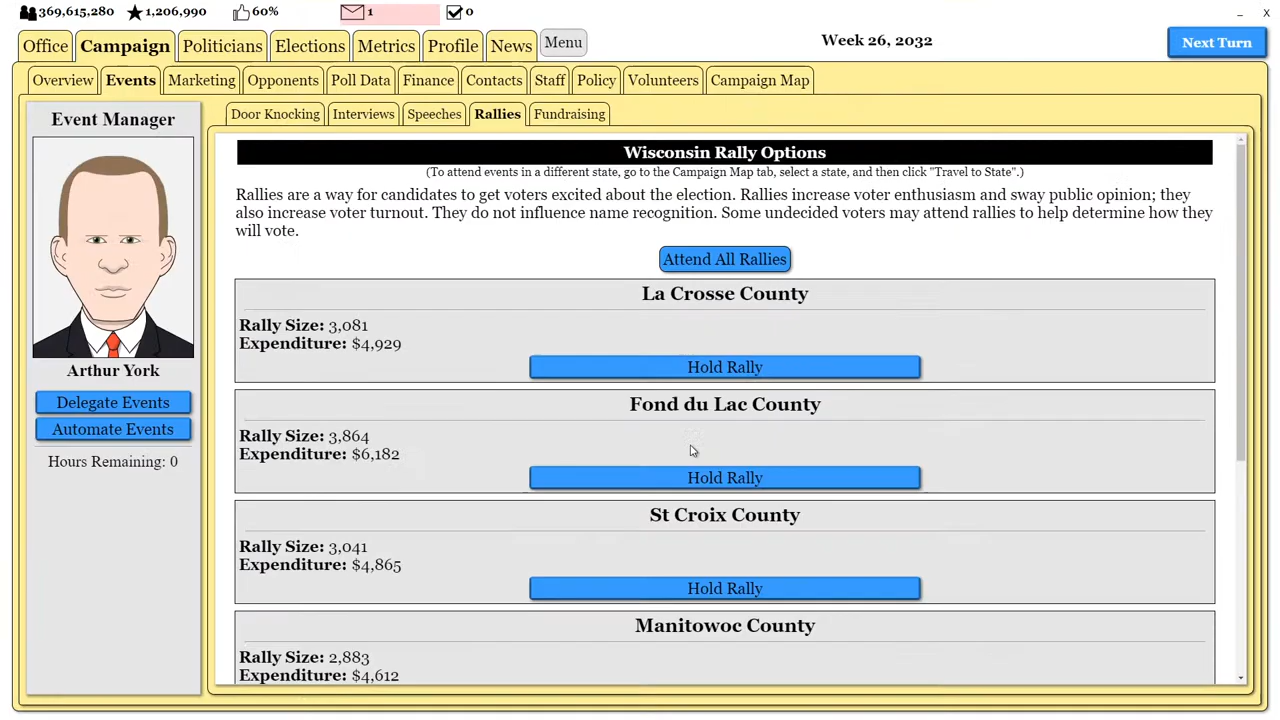 369,615,280 1,206,990 60% 1 0 _ X
Office Campaign Politicians Elections Metrics Profile News Menu Week 26, 2032 Next Turn
Overview Events Marketing Opponents Poll Data Finance Contacts Staff Policy Volunteers Campaign Map
Event Manager
Arthur York
Delegate Events
Automate Events
Hours Remaining: 0
Door Knocking Interviews Speeches Rallies Fundraising
Wisconsin Rally Options
(To attend events in a different state, go to the Campaign Map tab, select a state, and then click "Travel to State".)
Rallies are a way for candidates to get voters excited about the election. Rallies increase voter enthusiasm and sway public opinion; they
also increase voter turnout. They do not influence name recognition. Some undecided voters may attend rallies to help determine how they
will vote.
Attend All Rallies
La Crosse County
Rally Size: 3,081
Expenditure: $4,929
Hold Rally
Fond du Lac County
Rally Size: 3,864
Expenditure: $6,182
Hold Rally
St Croix County
Rally Size: 3,041
Expenditure: $4,865
Hold Rally
Manitowoc County
Rally Size: 2,883
Expenditure: $4,612